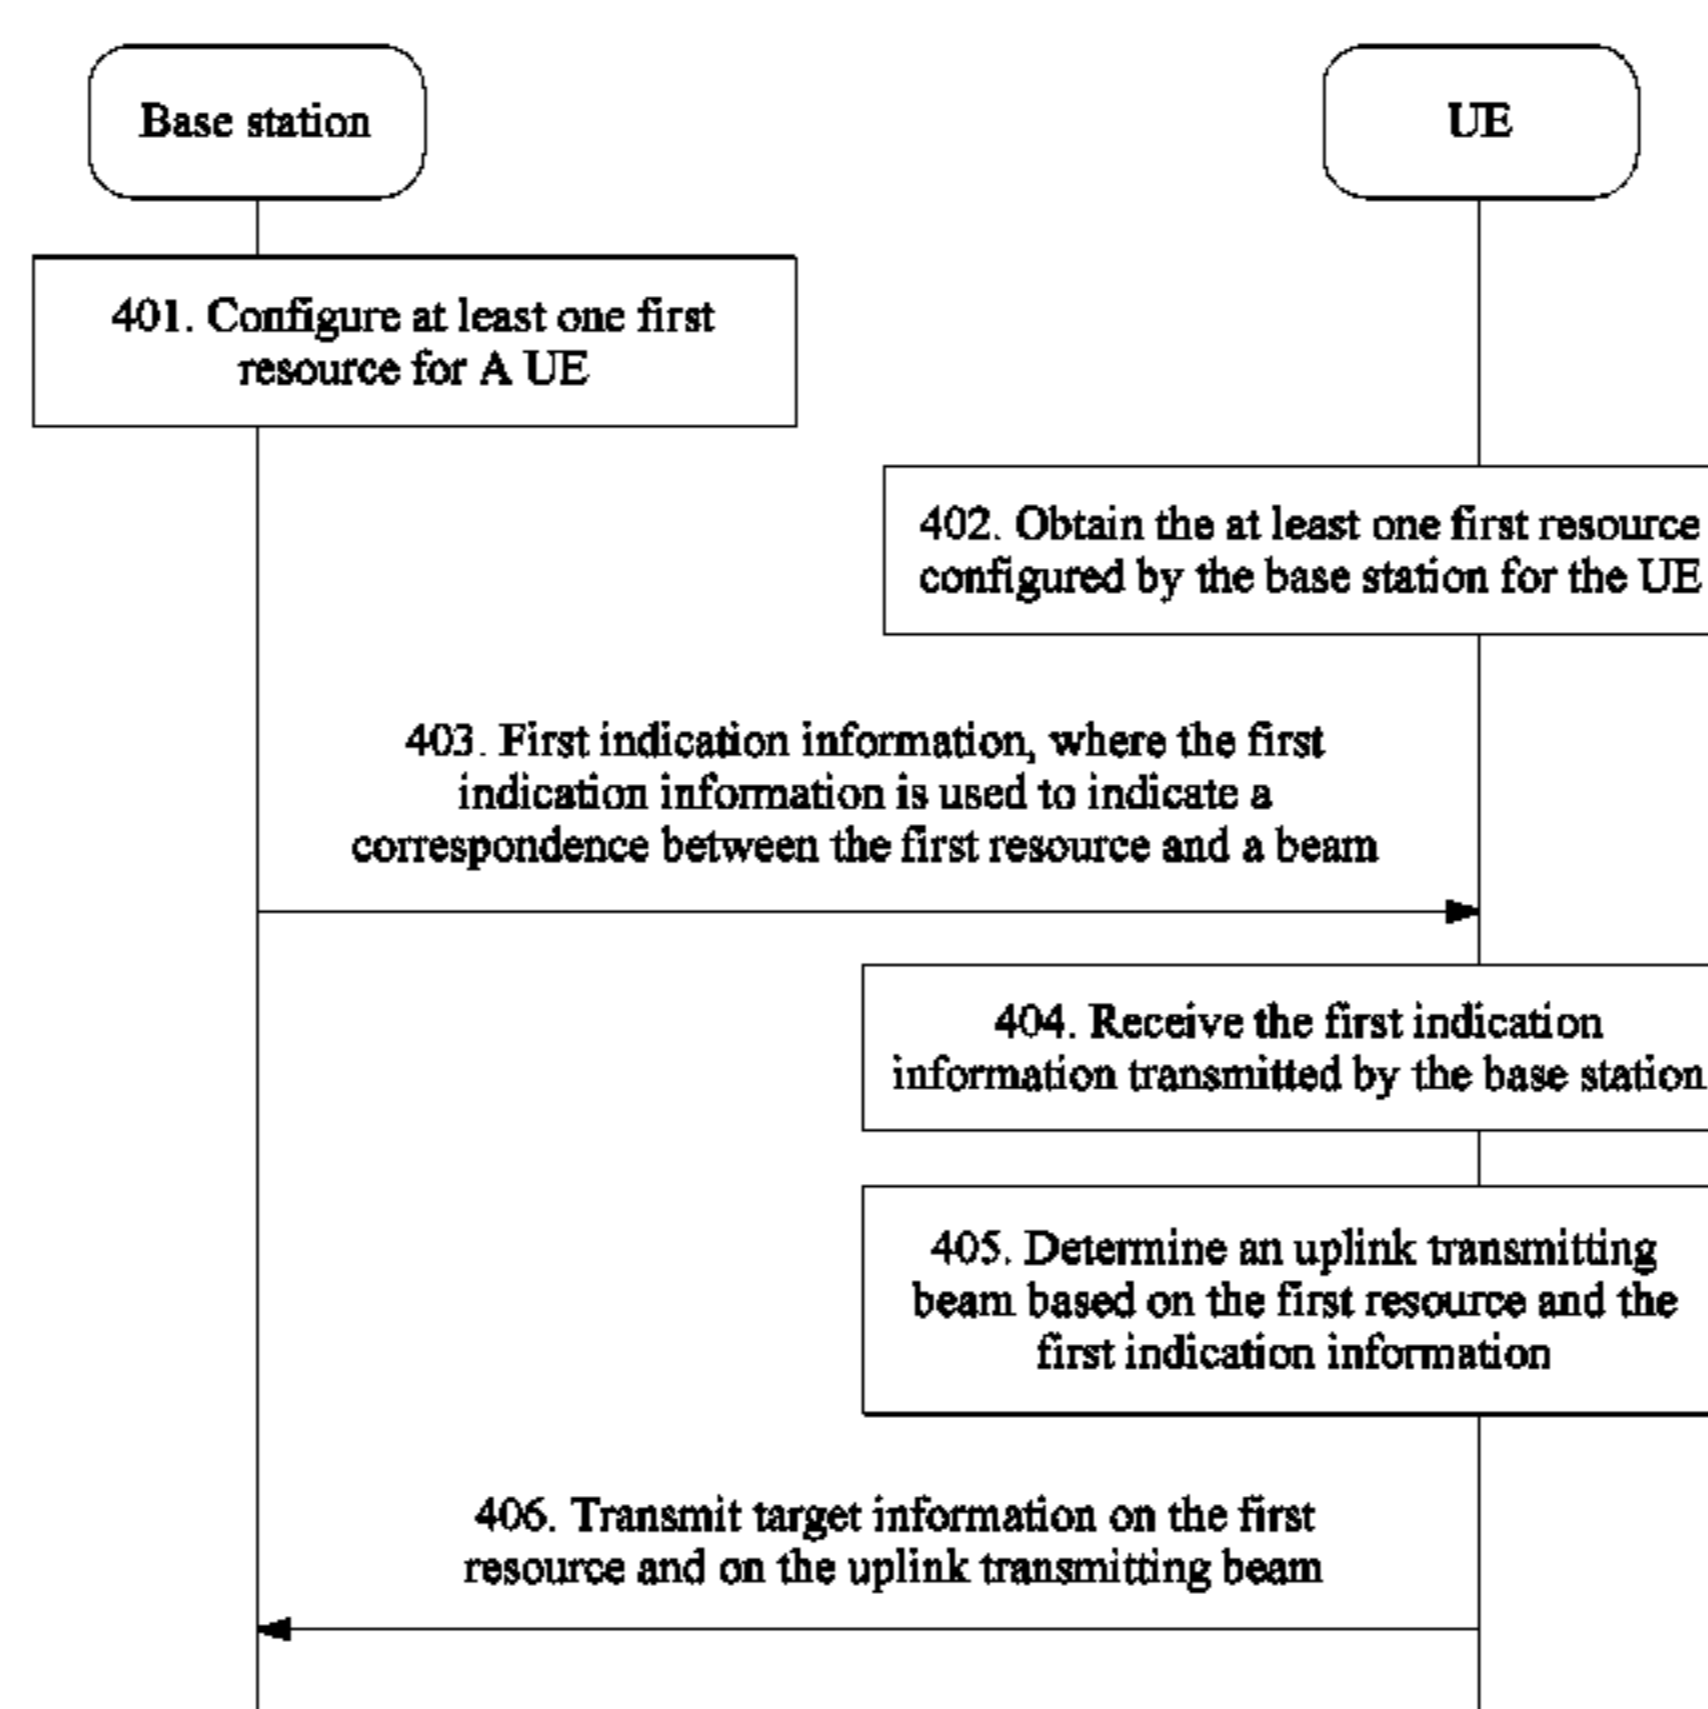 Base station
UE
401. Configure at least one first
resource for A UE
402. Obtain the at least one first resource
configured by the base station for the UE
403. First indication information, where the first
indication information is used to indicate a
correspondence between the first resource and a beam
404. Receive the first indication
information transmitted by the base station
405. Determine an uplink transmitting
beam based on the first resource and the
first indication information
406. Transmit target information on the first
resource and on the uplink transmitting beam